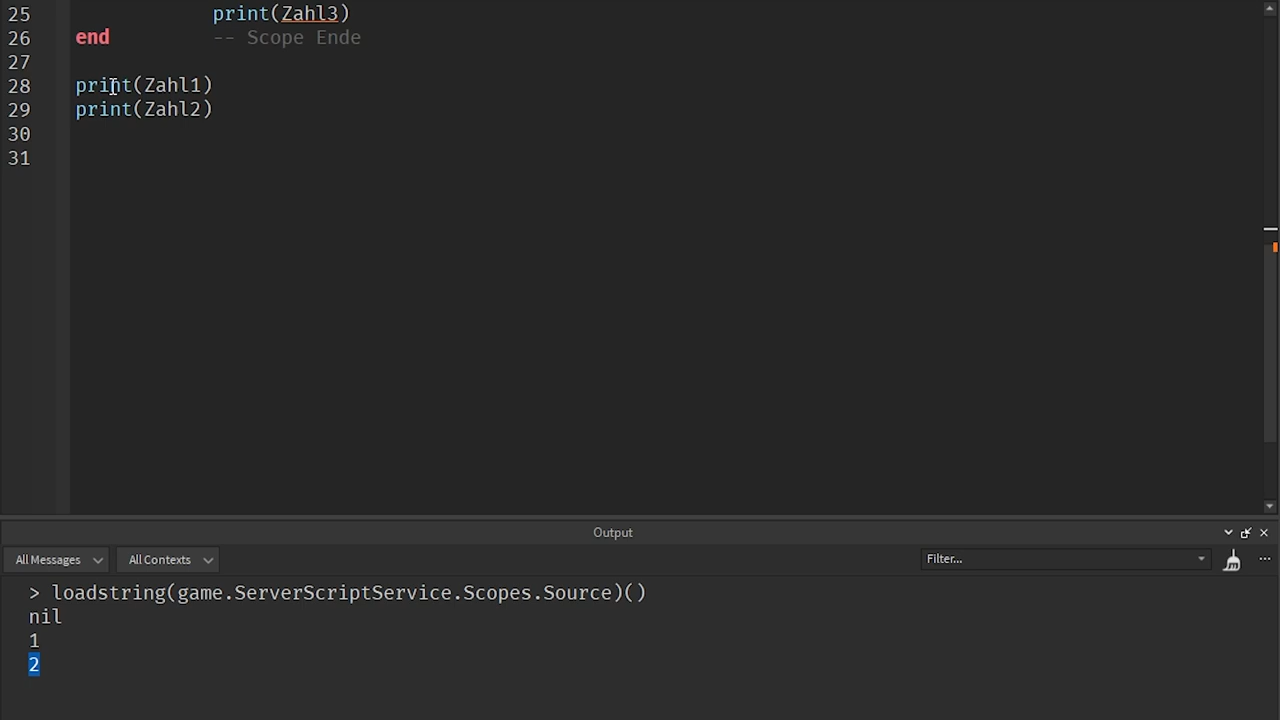 25 print(Zahl3)
26 end -- Scope Ende
27
28 print(Zahl1)
29 print(Zahl2)
30
31
Output
All Messages All Contexts Filter... ...
> loadstring(game.ServerScriptService.Scopes.Source)()
nil
1
2